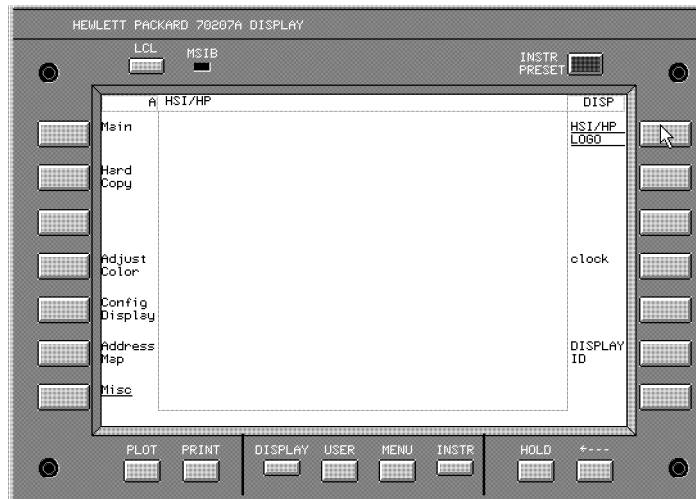 HEWLETT PACKARD 70207A DISPLAY
LCL
MSIB
INSTR
PRESET
A HSI/HP
DISP
Main
HSI/HP
LOGO
Hard
Copy
Adjust
Color
clock
Config
Display
Address
Map
DISPLAY
ID
Misc
PLOT PRINT DISPLAY USER MENU INSTR HOLD ←---